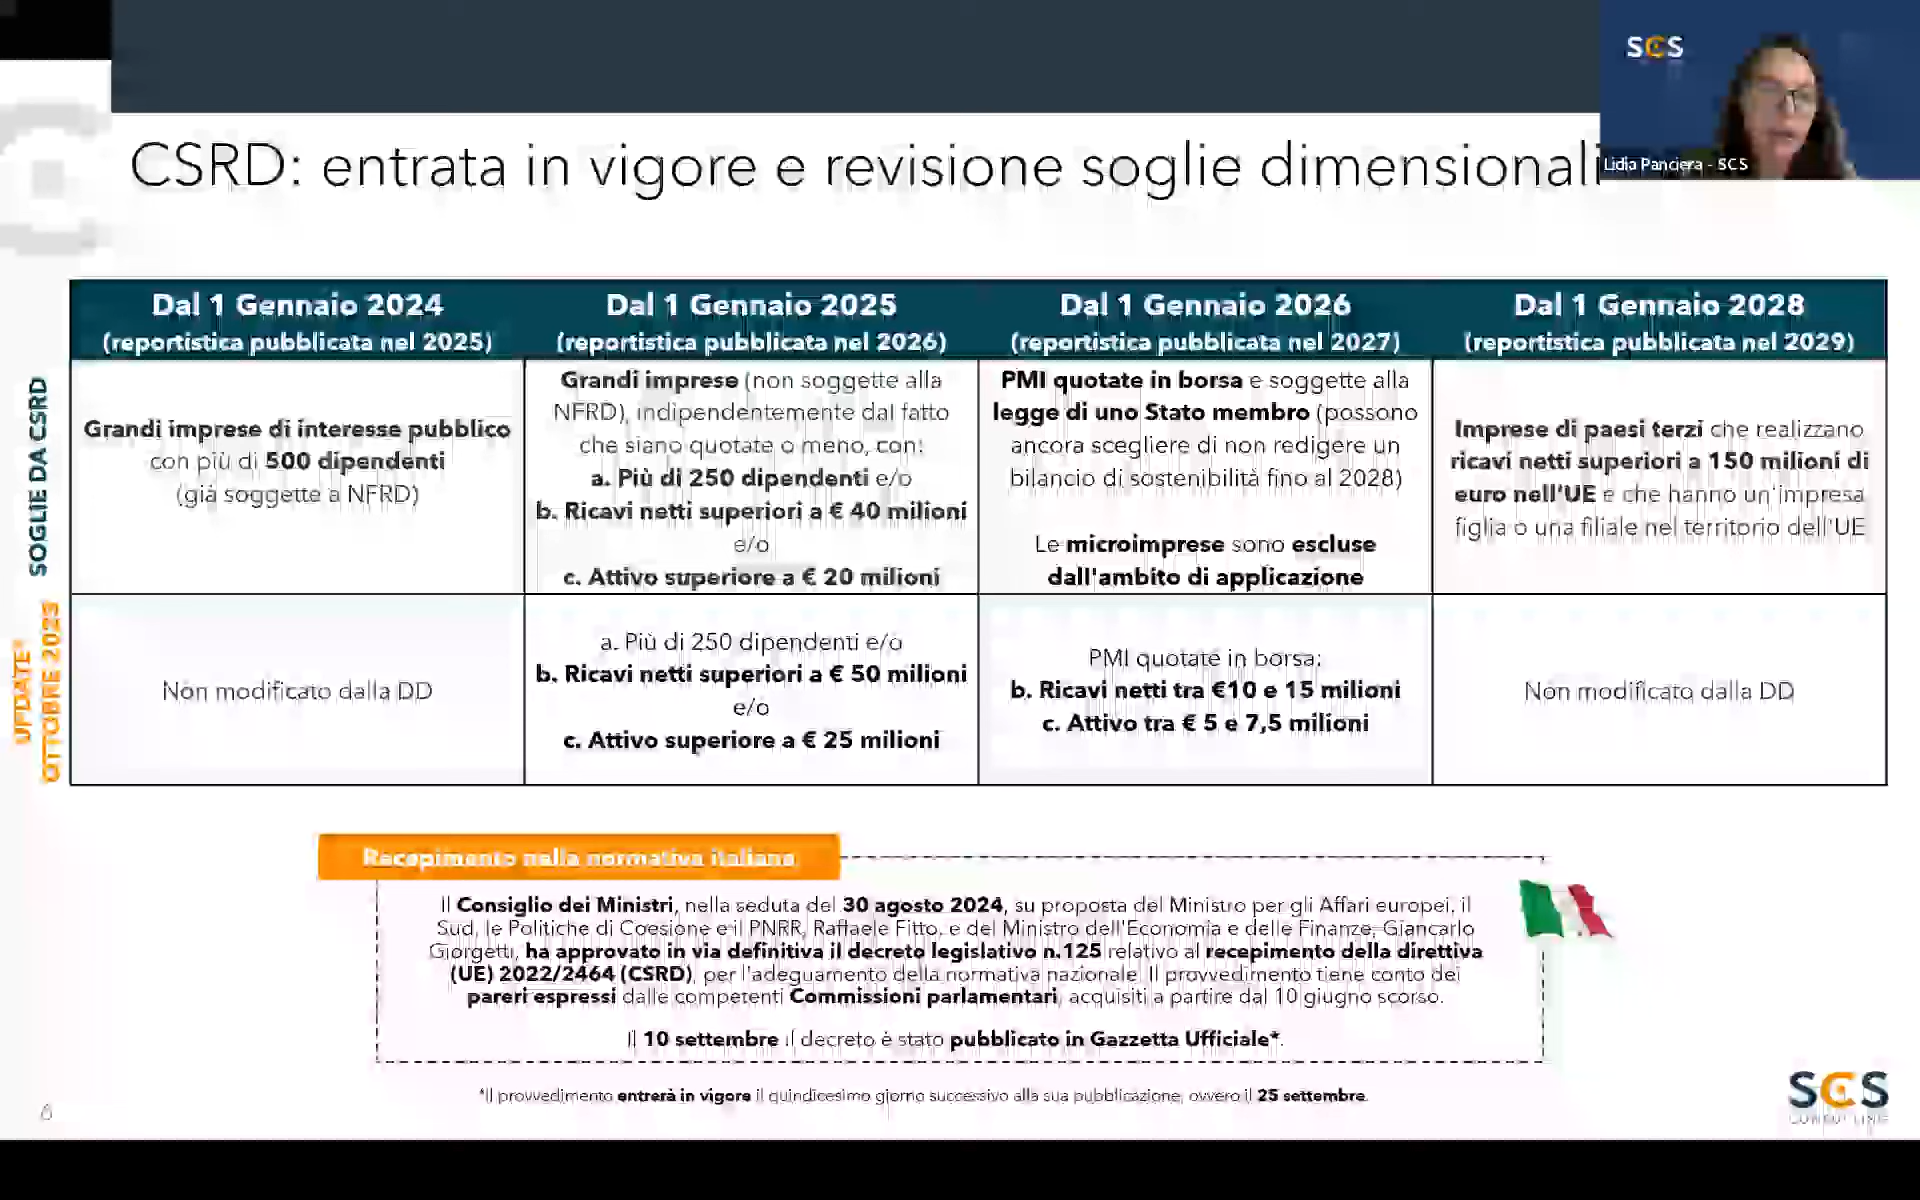 SCS
Lidia Panciera - SCS
CSRD: entrata in vigore e revisione soglie dimensionali
Dal 1 Gennaio 2024
(reportistica pubblicata nel 2025)
Dal 1 Gennaio 2025
(reportistica pubblicata nel 2026)
Dal 1 Gennaio 2026
(reportistica pubblicata nel 2027)
Dal 1 Gennaio 2028
(reportistica pubblicata nel 2029)
SOGLIE DA CSRD
Grandi imprese di interesse pubblico
con più di 500 dipendenti
(già soggette a NFRD)
Grandi imprese (non soggette alla
NFRD), indipendentemente dal fatto
che siano quotate o meno, con:
a. Più di 250 dipendenti e/o
b. Ricavi netti superiori a € 40 milioni
e/o
c. Attivo superiore a € 20 milioni
PMI quotate in borsa e soggette alla
legge di uno Stato membro (possono
ancora scegliere di non redigere un
bilancio di sostenibilità fino al 2028)
Le microimprese sono escluse
dall'ambito di applicazione
Imprese di paesi terzi che realizzano
ricavi netti superiori a 150 milioni di
euro nell'UE e che hanno un'impresa
figlia o una filiale nel territorio dell'UE
UPDATE*
OTTOBRE 2023
Non modificato dalla DD
a. Più di 250 dipendenti e/o
b. Ricavi netti superiori a € 50 milioni
e/o
c. Attivo superiore a € 25 milioni
PMI quotate in borsa:
b. Ricavi netti tra €10 e 15 milioni
c. Attivo tra € 5 e 7,5 milioni
Non modificato dalla DD
Recepimento nella normativa italiana
Il Consiglio dei Ministri, nella seduta del 30 agosto 2024, su proposta del Ministro per gli Affari europei, il
Sud, le Politiche di Coesione e il PNRR, Raffaele Fitto, e del Ministro dell'Economia e delle Finanze, Giancarlo
Giorgetti, ha approvato in via definitiva il decreto legislativo n.125 relativo al recepimento della direttiva
(UE) 2022/2464 (CSRD), per l'adeguamento della normativa nazionale. Il provvedimento tiene conto dei
pareri espressi dalle competenti Commissioni parlamentari, acquisiti a partire dal 10 giugno scorso.
Il 10 settembre il decreto è stato pubblicato in Gazzetta Ufficiale*.
*Il provvedimento entrerà in vigore il quindicesimo giorno successivo alla sua pubblicazione, ovvero il 25 settembre.
6
SCS
CONSULTING